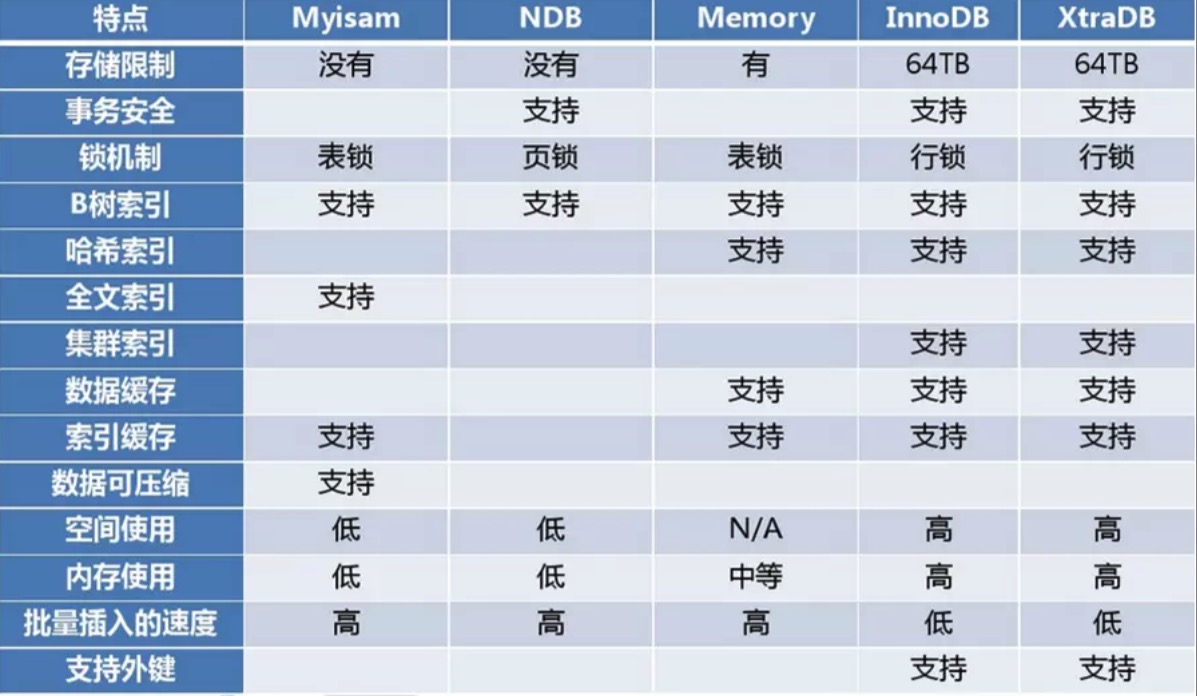 特点 Myisam NDB Memory InnoDB XtraDB
存储限制 没有 没有 有 64TB 64TB
事务安全 支持 支持 支持
锁机制 表锁 页锁 表锁 行锁 行锁
B树索引 支持 支持 支持 支持 支持
哈希索引 支持 支持 支持
全文索引 支持
集群索引 支持 支持
数据缓存 支持 支持 支持
索引缓存 支持 支持 支持 支持
数据可压缩 支持
空间使用 低 低 N/A 高 高
内存使用 低 低 中等 高 高
批量插入的速度 高 高 高 低 低
支持外键 支持 支持